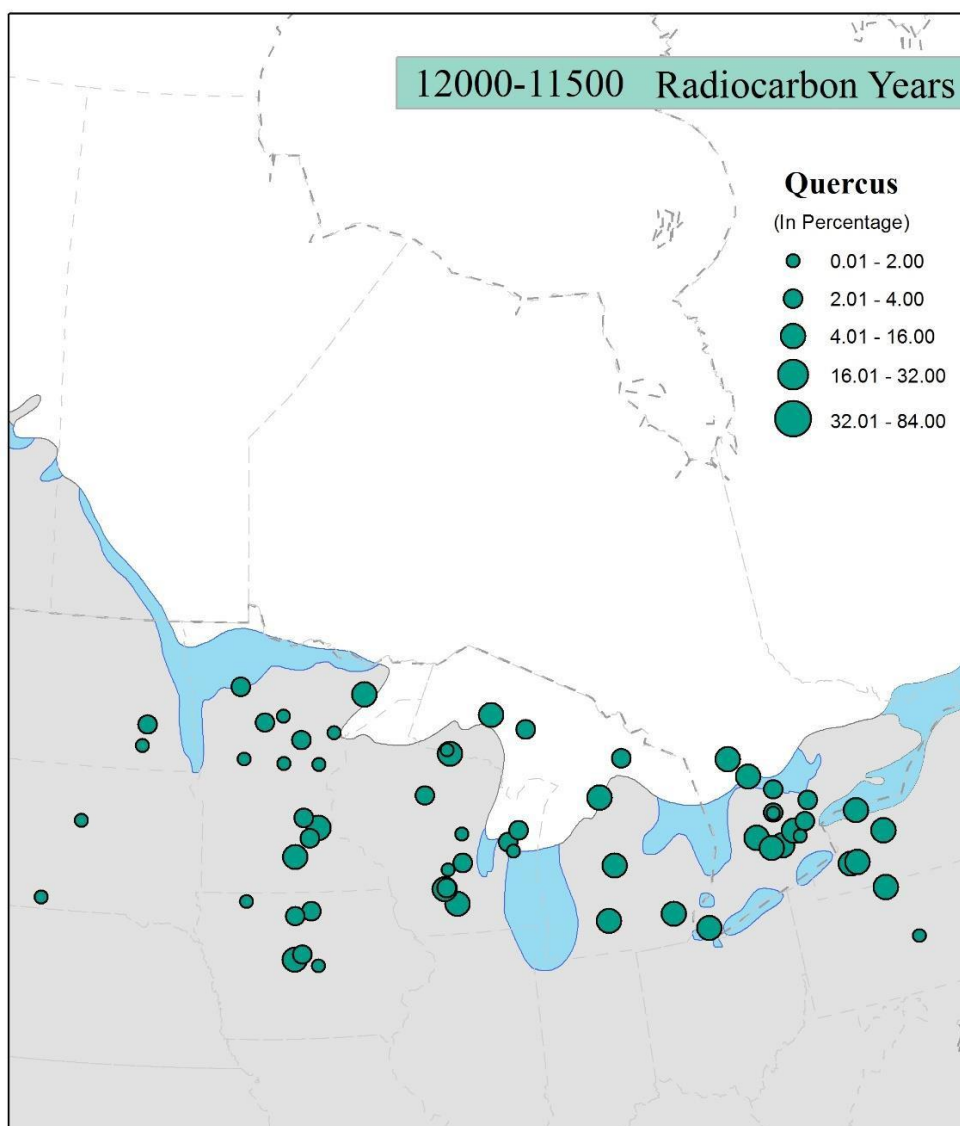 12000-11500 Radiocarbon Years
Quercus
(In Percentage)
0.01 - 2.00
2.01 - 4.00
4.01 - 16.00
16.01 - 32.00
32.01 - 84.00